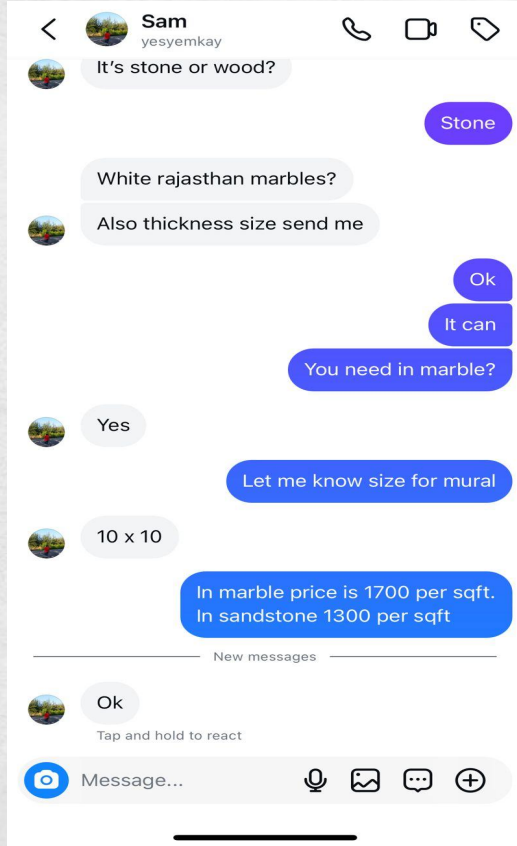 Sam
yesyemkay
It's stone or wood?
Stone
White rajasthan marbles?
Also thickness size send me
Ok
It can
You need in marble?
Yes
Let me know size for mural
10 x 10
In marble price is 1700 per sqft.
In sandstone 1300 per sqft
New messages
Ok
Tap and hold to react
Message...